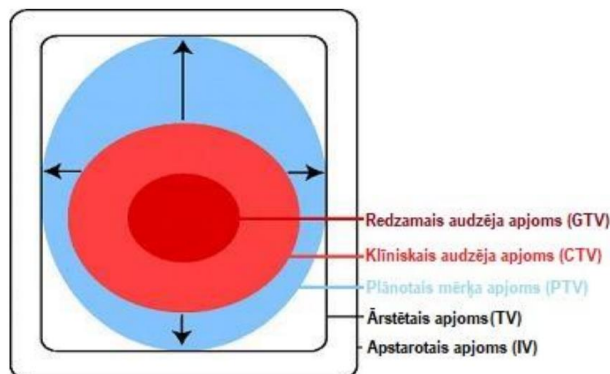 Redzamais audzēja apjoms (GTV)
Klīniskais audzēja apjoms (CTV)
Plānotais mērķa apjoms (PTV)
Ārstētais apjoms (TV)
Apstarotais apjoms (IV)